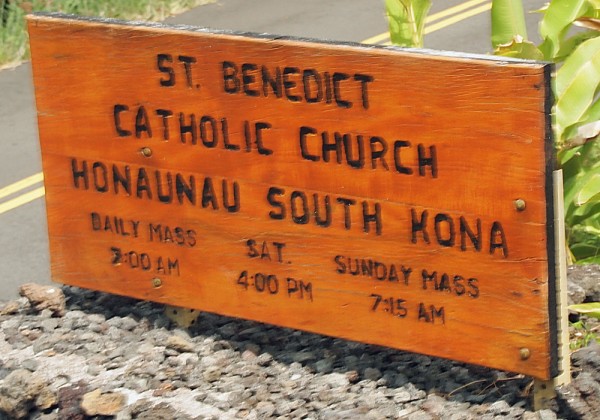 ST. BENEDICT
CATHOLIC CHURCH
HONAUNAU SOUTH KONA
DAILY MASS SAT. SUNDAY MASS
:00 AM 4:00 PM 7:15 AM